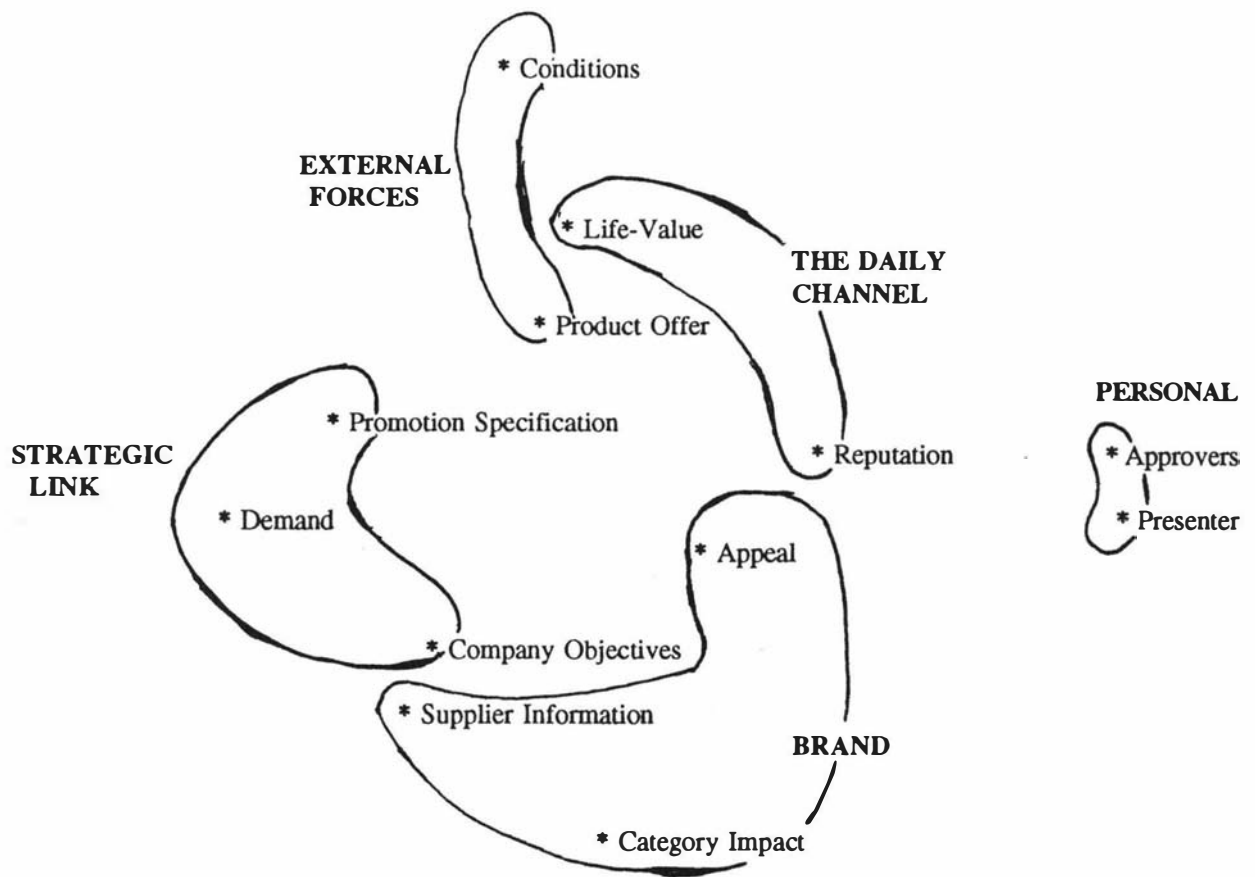 * Conditions
EXTERNAL
FORCES
* Life-Value
THE DAILY
CHANNEL
* Product Offer
PERSONAL
* Promotion Specification
STRATEGIC
LINK
* Reputation
* Approvers
* Demand
* Presenter
* Appeal
* Company Objectives
* Supplier Information
BRAND
* Category Impact